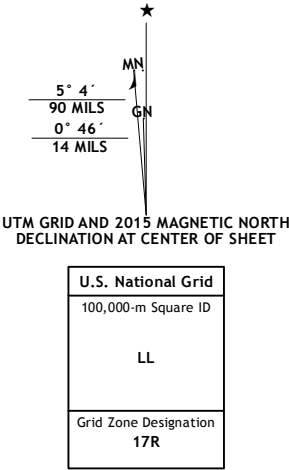 ★
MN
GN
5° 4´
90 MILS
0° 46´
14 MILS
UTM GRID AND 2015 MAGNETIC NORTH
DECLINATION AT CENTER OF SHEET
U.S. National Grid
100,000-m Square ID
LL
Grid Zone Designation
17R